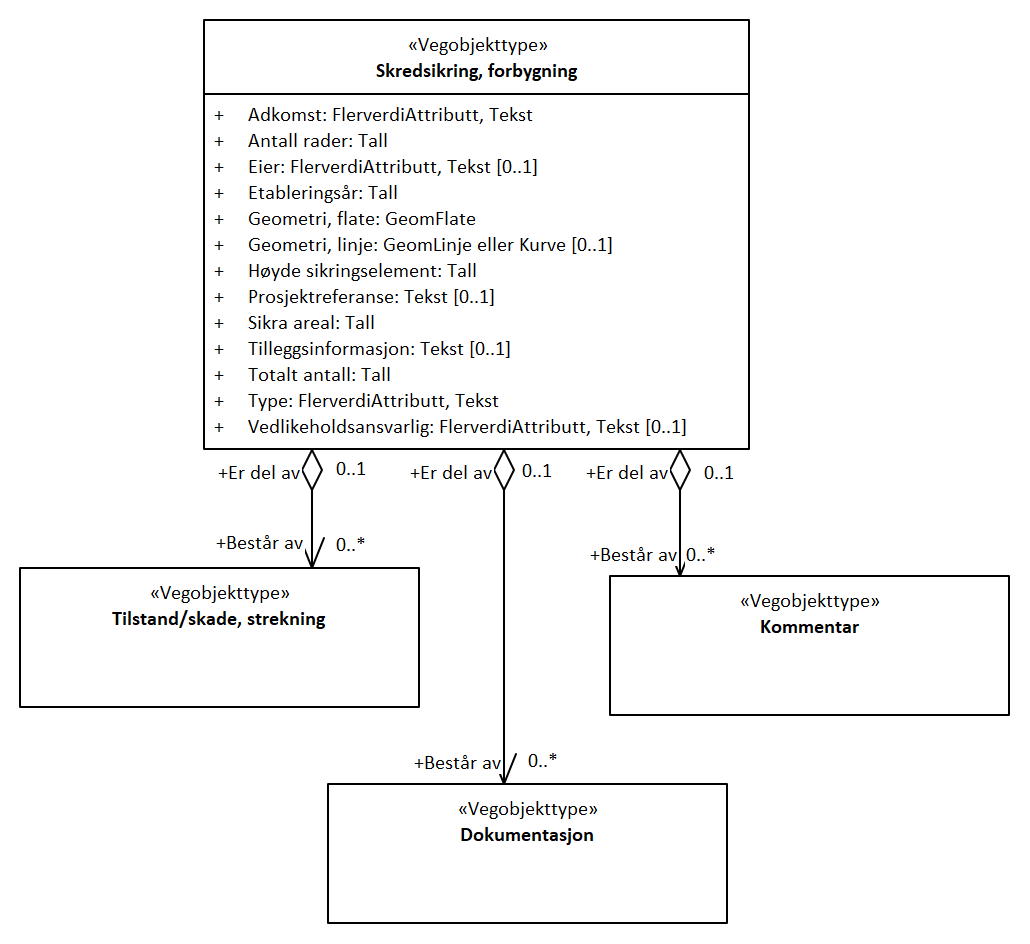 «Vegobjekttype»
Skredsikring, forbygning
+ Adkomst: FlerverdiAttributt, Tekst
+ Antall rader: Tall
+ Eier: FlerverdiAttributt, Tekst [0..1]
+ Etableringsår: Tall
+ Geometri, flate: GeomFlate
+ Geometri, linje: GeomLinje eller Kurve [0..1]
+ Høyde sikringselement: Tall
+ Prosjektreferanse: Tekst [0..1]
+ Sikra areal: Tall
+ Tilleggsinformasjon: Tekst [0..1]
+ Totalt antall: Tall
+ Type: FlerverdiAttributt, Tekst
+ Vedlikeholdsansvarlig: FlerverdiAttributt, Tekst [0..1]
+Er del av 0..1 +Er del av 0..1 +Er del av 0..1
+Består av 0..*
+Består av 0..*
«Vegobjekttype»
Tilstand/skade, strekning
«Vegobjekttype»
Kommentar
+Består av 0..*
«Vegobjekttype»
Dokumentasjon